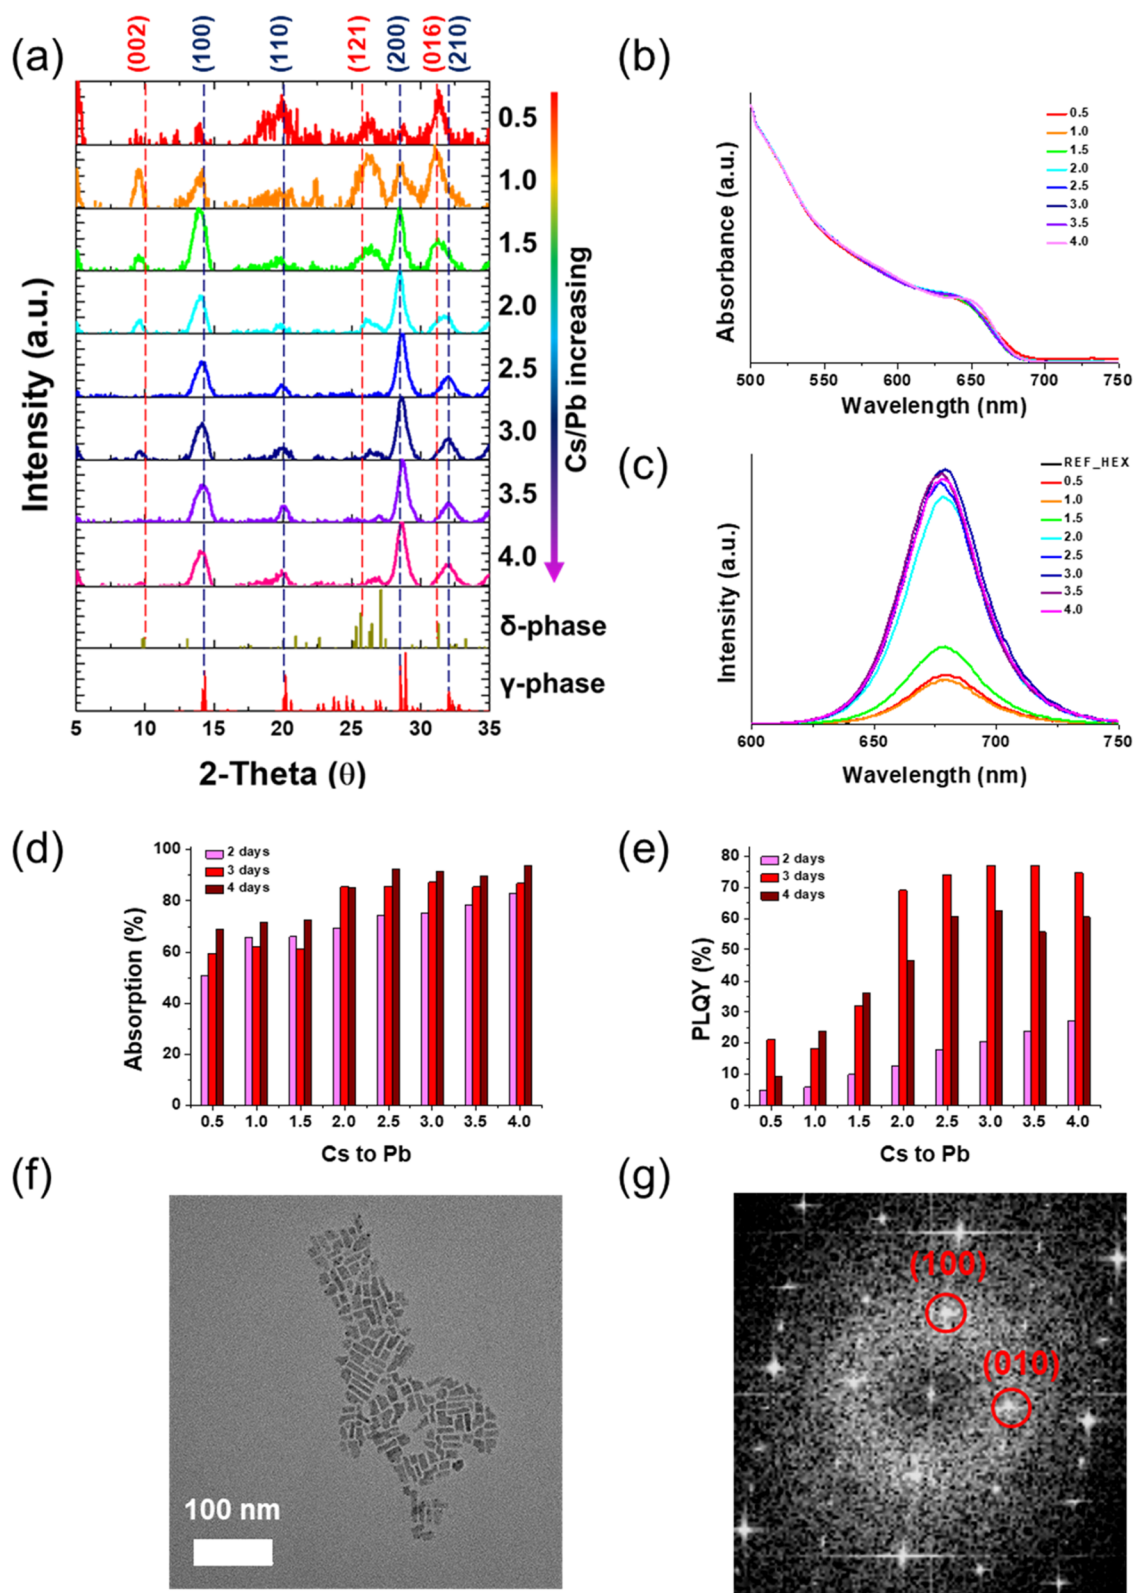 (a)
(002)
(100)
(110)
(121)
(200)
(016)
(210)
0.5
1.0
1.5
2.0
2.5
3.0
3.5
4.0
δ-phase
γ-phase
Cs/Pb increasing
Intensity (a.u.)
5 10 15 20 25 30 35
2-Theta (θ)
(b)
0.5
1.0
1.5
2.0
2.5
3.0
3.5
4.0
Absorbance (a.u.)
500 550 600 650 700 750
Wavelength (nm)
(c)
REF_HEX
0.5
1.0
1.5
2.0
2.5
3.0
3.5
4.0
Intensity (a.u.)
600 650 700 750
Wavelength (nm)
(d)
2 days
3 days
4 days
100
80
60
40
20
0
Absorption (%)
0.5 1.0 1.5 2.0 2.5 3.0 3.5 4.0
Cs to Pb
(e)
2 days
3 days
4 days
80
70
60
50
40
30
20
10
0
PLQY (%)
0.5 1.0 1.5 2.0 2.5 3.0 3.5 4.0
Cs to Pb
(f)
100 nm
(g)
(100)
(010)